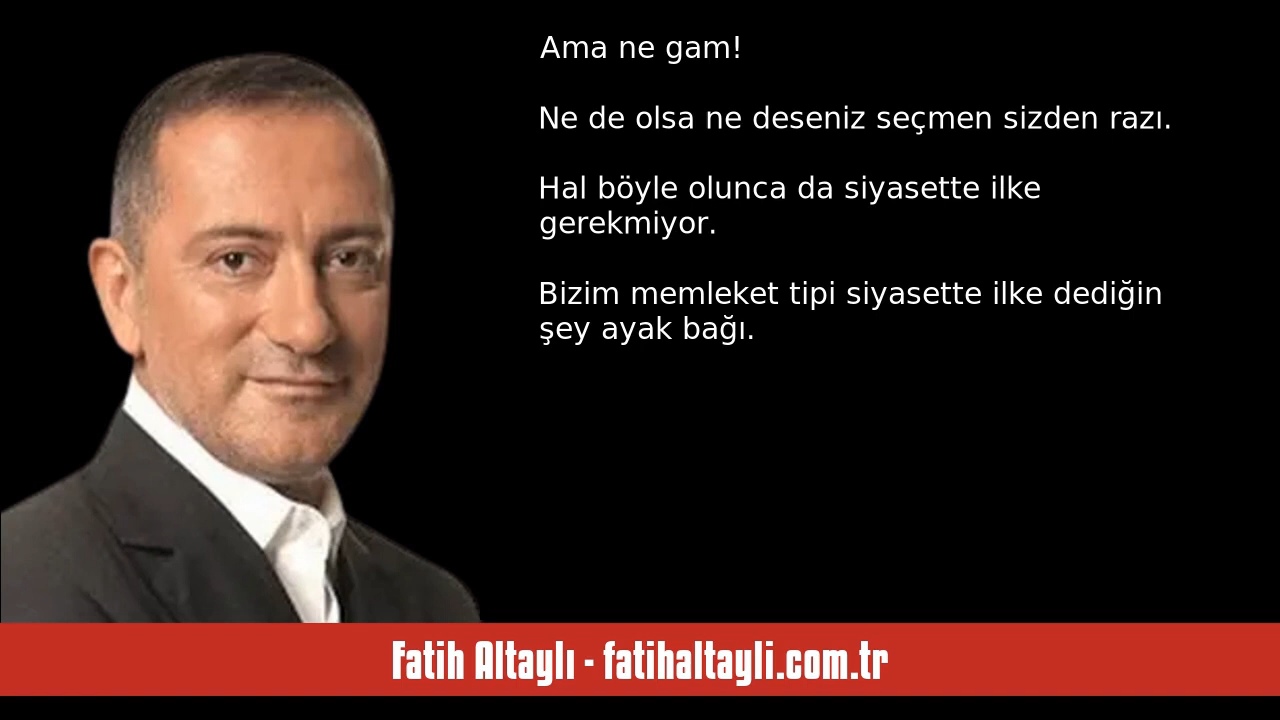 Ama ne gam!
Ne de olsa ne deseniz seçmen sizden razı.
Hal böyle olunca da siyasette ilke
gerekmiyor.
Bizim memleket tipi siyasette ilke dediğin
şey ayak bağı.
Fatih Altaylı - fatihaltayli.com.tr